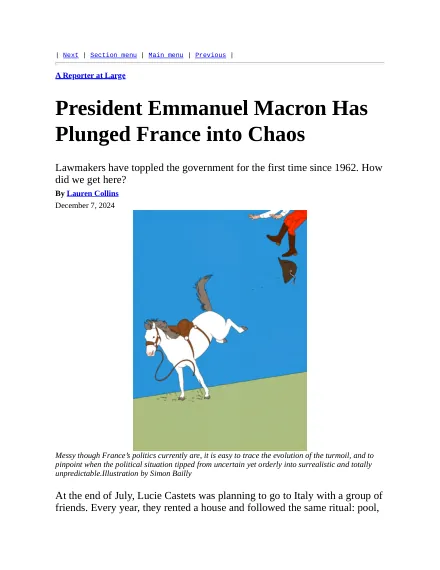 | Next | Section menu | Main menu | Previous |
A Reporter at Large
President Emmanuel Macron Has
Plunged France into Chaos
Lawmakers have toppled the government for the first time since 1962. How
did we get here?
By Lauren Collins
December 7, 2024
Messy though France’s politics currently are, it is easy to trace the evolution of the turmoil, and to
pinpoint when the political situation tipped from uncertain yet orderly into surrealistic and totally
unpredictable.Illustration by Simon Bailly
At the end of July, Lucie Castets was planning to go to Italy with a group of
friends. Every year, they rented a house and followed the same ritual: pool,